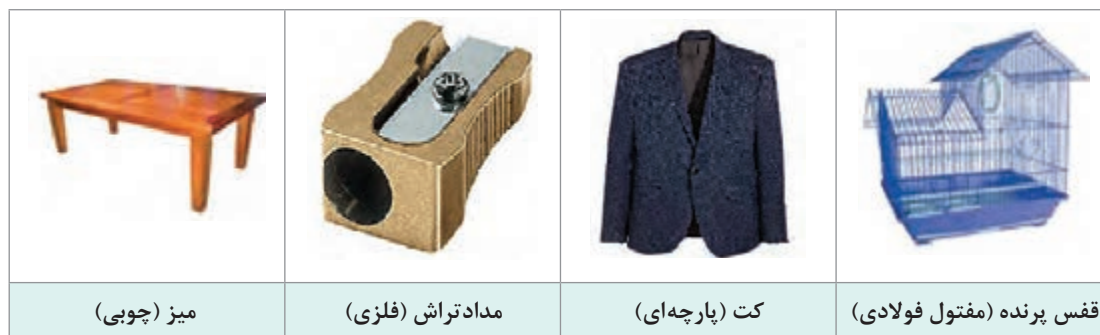 قفس پرنده (مفتول فولادی)
کت (پارچه‌ای)
مدادتراش (فلزی)
میز (چوبی)